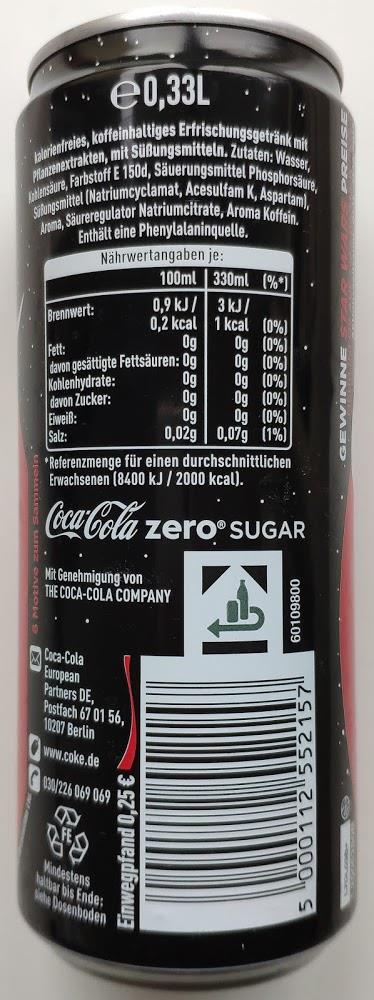 e 0,33L
kalorienfreies, koffeinhaltiges Erfrischungsgetränk mit
Pflanzenextrakten, mit Süßungsmitteln. Zutaten: Wasser,
Kohlensäure, Farbstoff E 150d, Säuerungsmittel Phosphorsäure,
Süßungsmittel (Natriumcyclamat, Acesulfam K, Aspartam),
Aroma, Säureregulator Natriumcitrate, Aroma Koffein.
Enthält eine Phenylalaninquelle.
Nährwertangaben je:
100ml 330ml (%*)
Brennwert: 0,9 kJ / 3 kJ /
0,2 kcal 1 kcal (0%)
Fett: 0g 0g (0%)
davon gesättigte Fettsäuren: 0g 0g (0%)
Kohlenhydrate: 0g 0g (0%)
davon Zucker: 0g 0g (0%)
Eiweiß: 0g 0g (0%)
Salz: 0,02g 0,07g (1%)
*Referenzmenge für einen durchschnittlichen
Erwachsenen (8400 kJ / 2000 kcal).
Coca-Cola zero® SUGAR
Mit Genehmigung von
THE COCA-COLA COMPANY
60109800
Coca-Cola
European
Partners DE,
Postfach 67 01 56,
10207 Berlin
www.coke.de
030/226 069 069
FE
Mindestens
haltbar bis Ende:
siehe Dosenboden
Einwegpfand 0,25 €
5 000112 552157
6 Motive zum Sammeln
GEWINNE STAR WARS PREISE